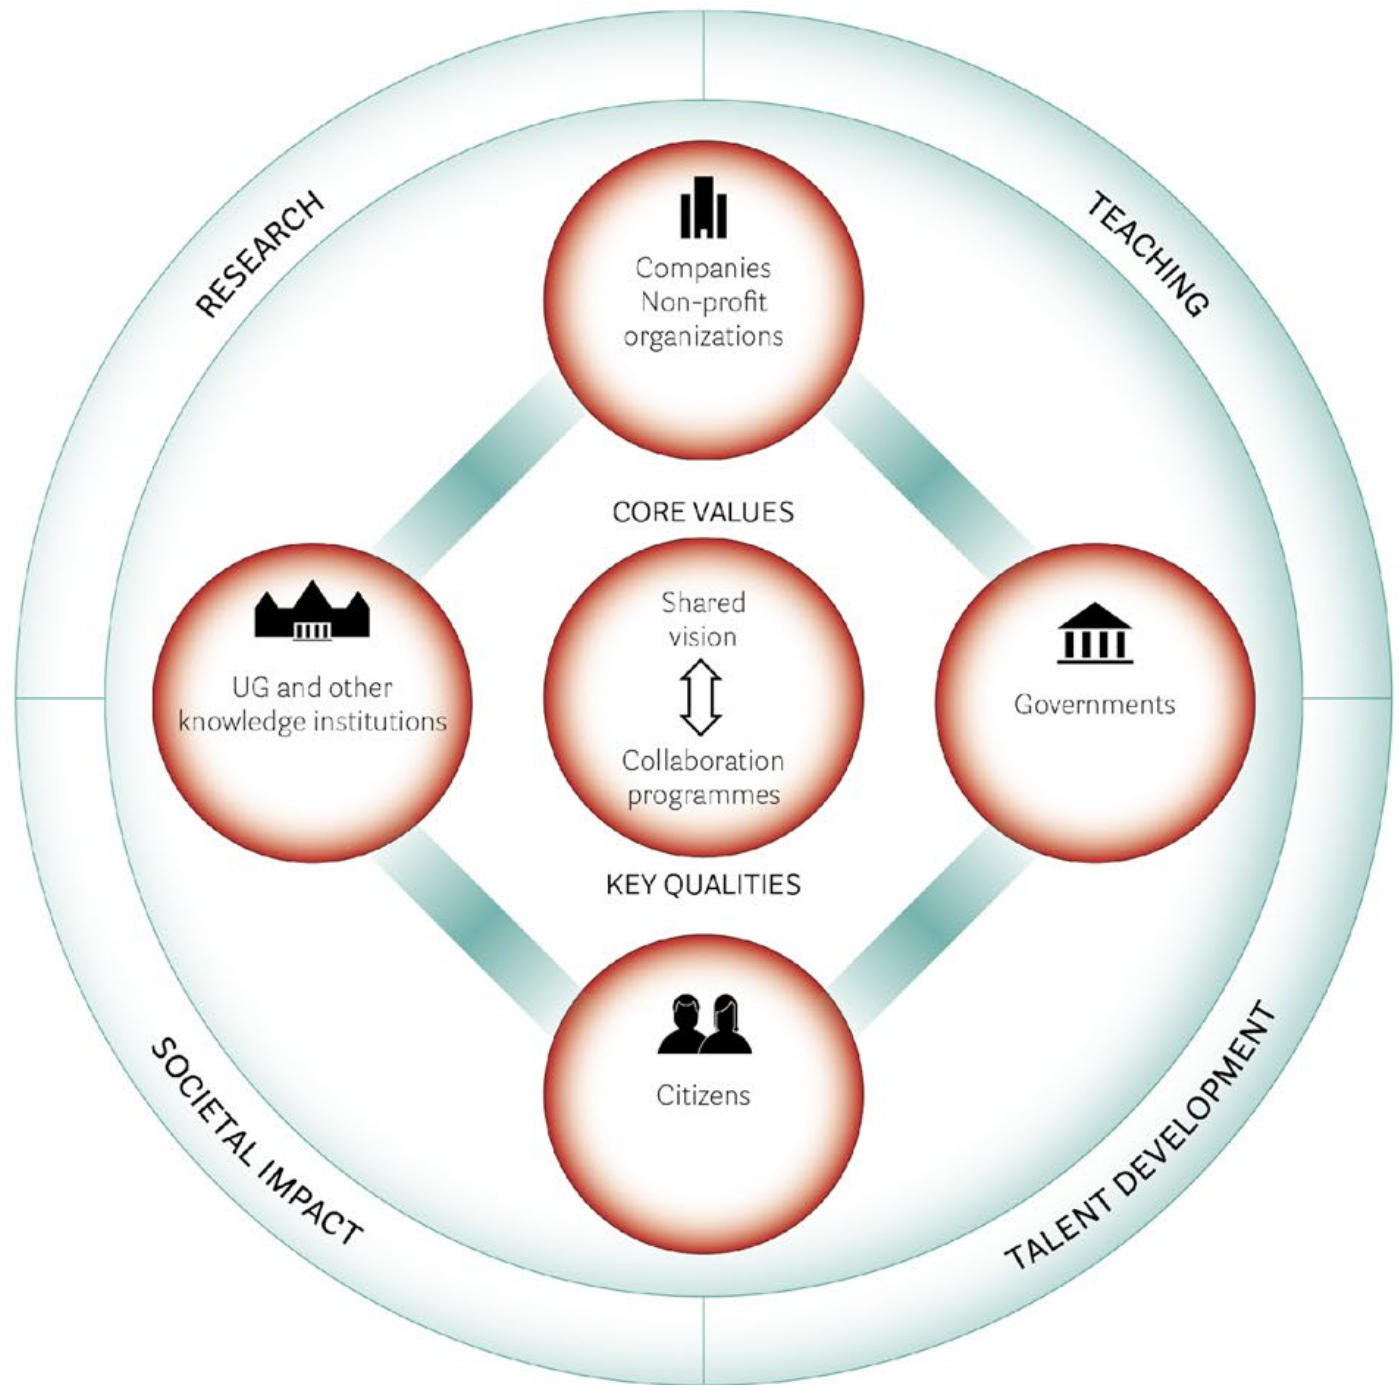 RESEARCH
TEACHING
Companies
Non-profit
organizations
CORE VALUES
UG and other
knowledge institutions
Shared
vision
Collaboration
programmes
Governments
KEY QUALITIES
Citizens
SOCIETAL IMPACT
TALENT DEVELOPMENT